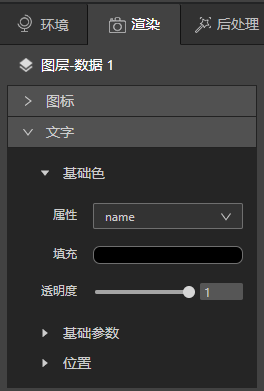 环境 渲染 后处理
图层-数据 1
图标
文字
基础色
属性 name
填充
透明度 1
基础参数
位置